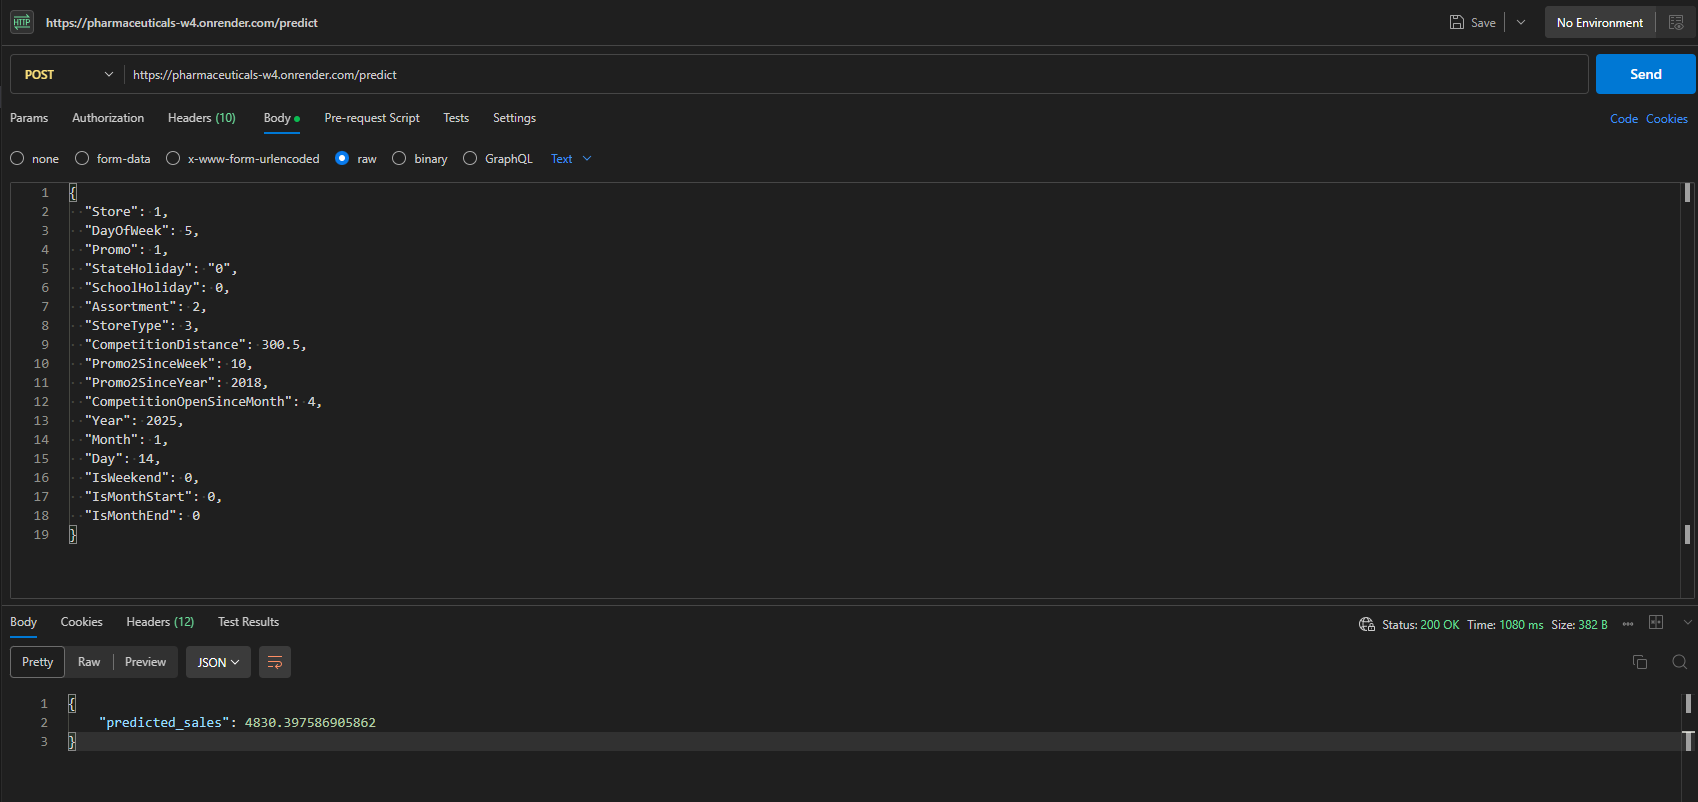 HTTP https://pharmaceuticals-w4.onrender.com/predict Save No Environment
POST https://pharmaceuticals-w4.onrender.com/predict Send
Params Authorization Headers (10) Body Pre-request Script Tests Settings Code Cookies
none form-data x-www-form-urlencoded raw binary GraphQL Text
1 {
2 "Store": 1,
3 "DayOfWeek": 5,
4 "Promo": 1,
5 "StateHoliday": "0",
6 "SchoolHoliday": 0,
7 "Assortment": 2,
8 "StoreType": 3,
9 "CompetitionDistance": 300.5,
10 "Promo2SinceWeek": 10,
11 "Promo2SinceYear": 2018,
12 "CompetitionOpenSinceMonth": 4,
13 "Year": 2025,
14 "Month": 1,
15 "Day": 14,
16 "IsWeekend": 0,
17 "IsMonthStart": 0,
18 "IsMonthEnd": 0
19 }
Body Cookies Headers (12) Test Results Status: 200 OK Time: 1080 ms Size: 382 B
Pretty Raw Preview JSON
1 {
2 "predicted_sales": 4830.397586905862
3 }